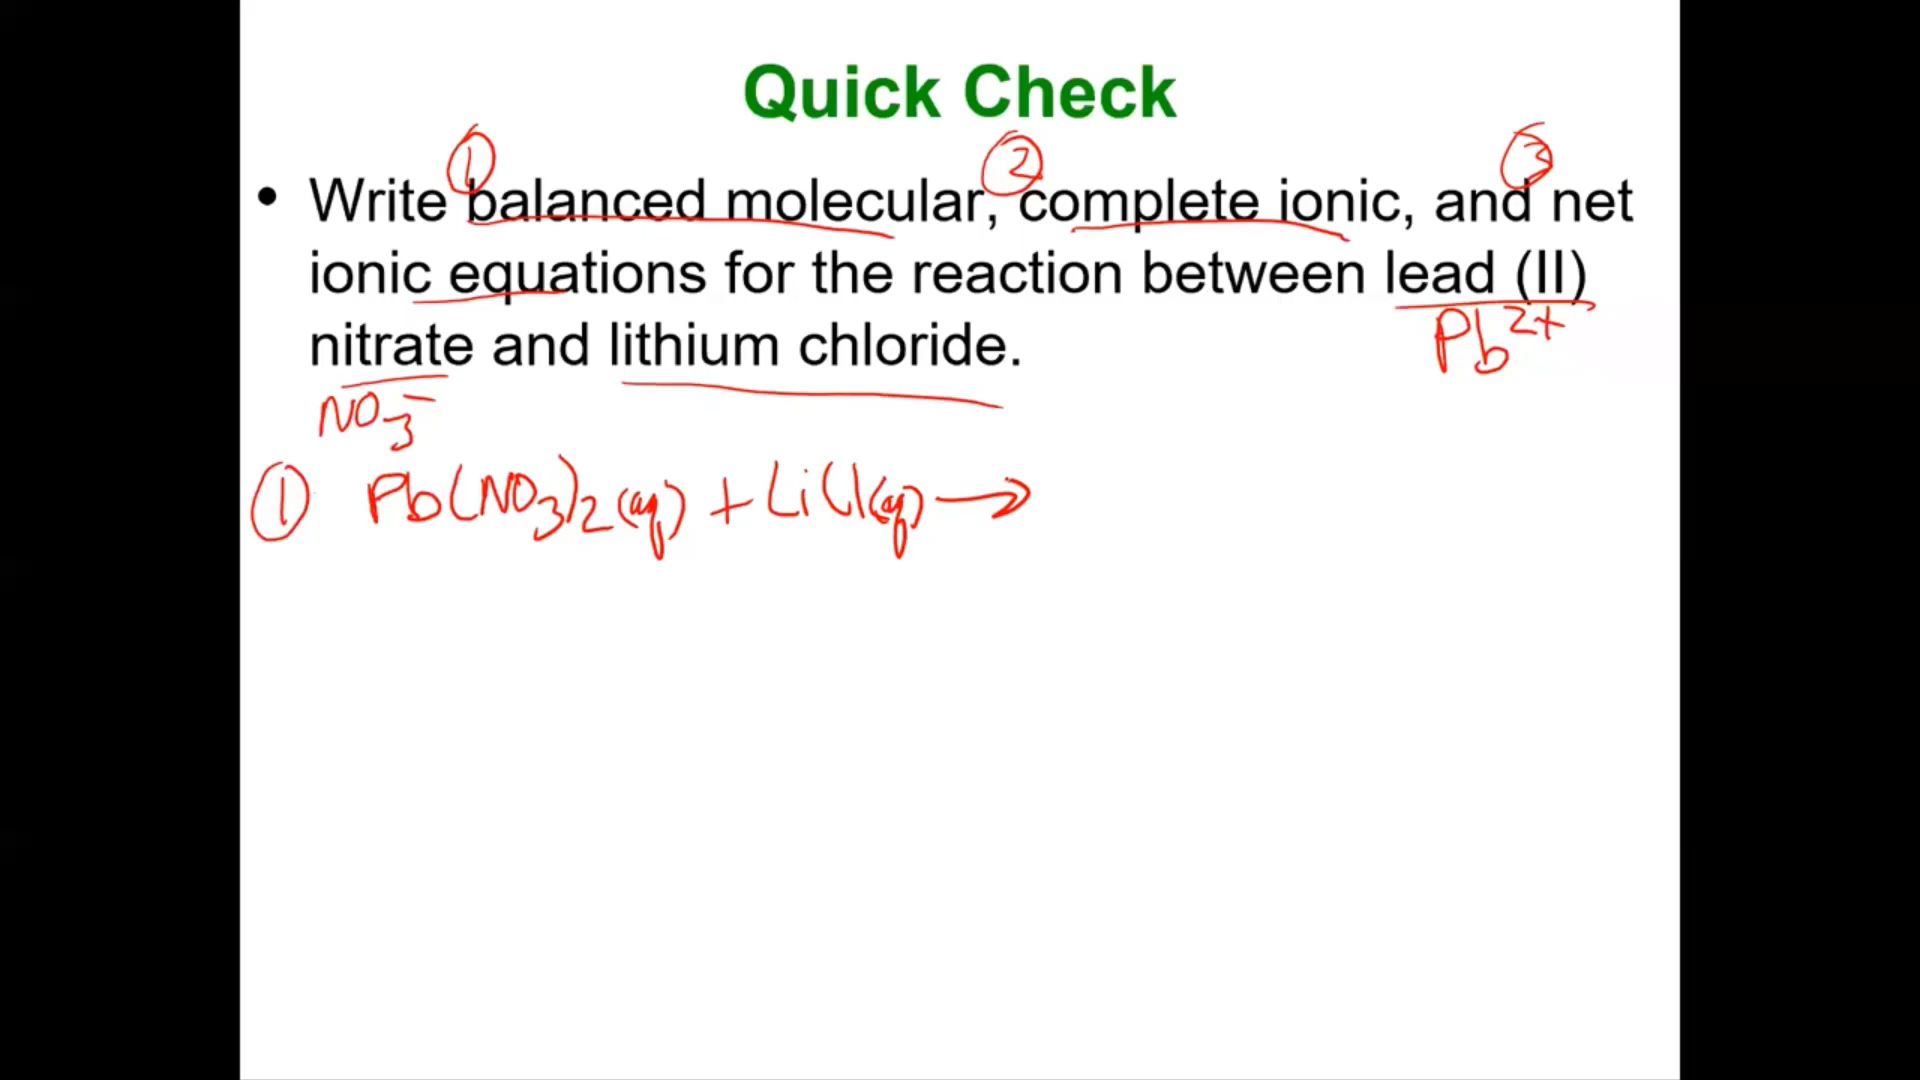 Quick Check
① ② ③
• Write balanced molecular, complete ionic, and net
ionic equations for the reaction between lead (II)
Pb²⁺
nitrate and lithium chloride.
NO₃⁻
① Pb(NO₃)₂(aq) + LiCl(aq) →